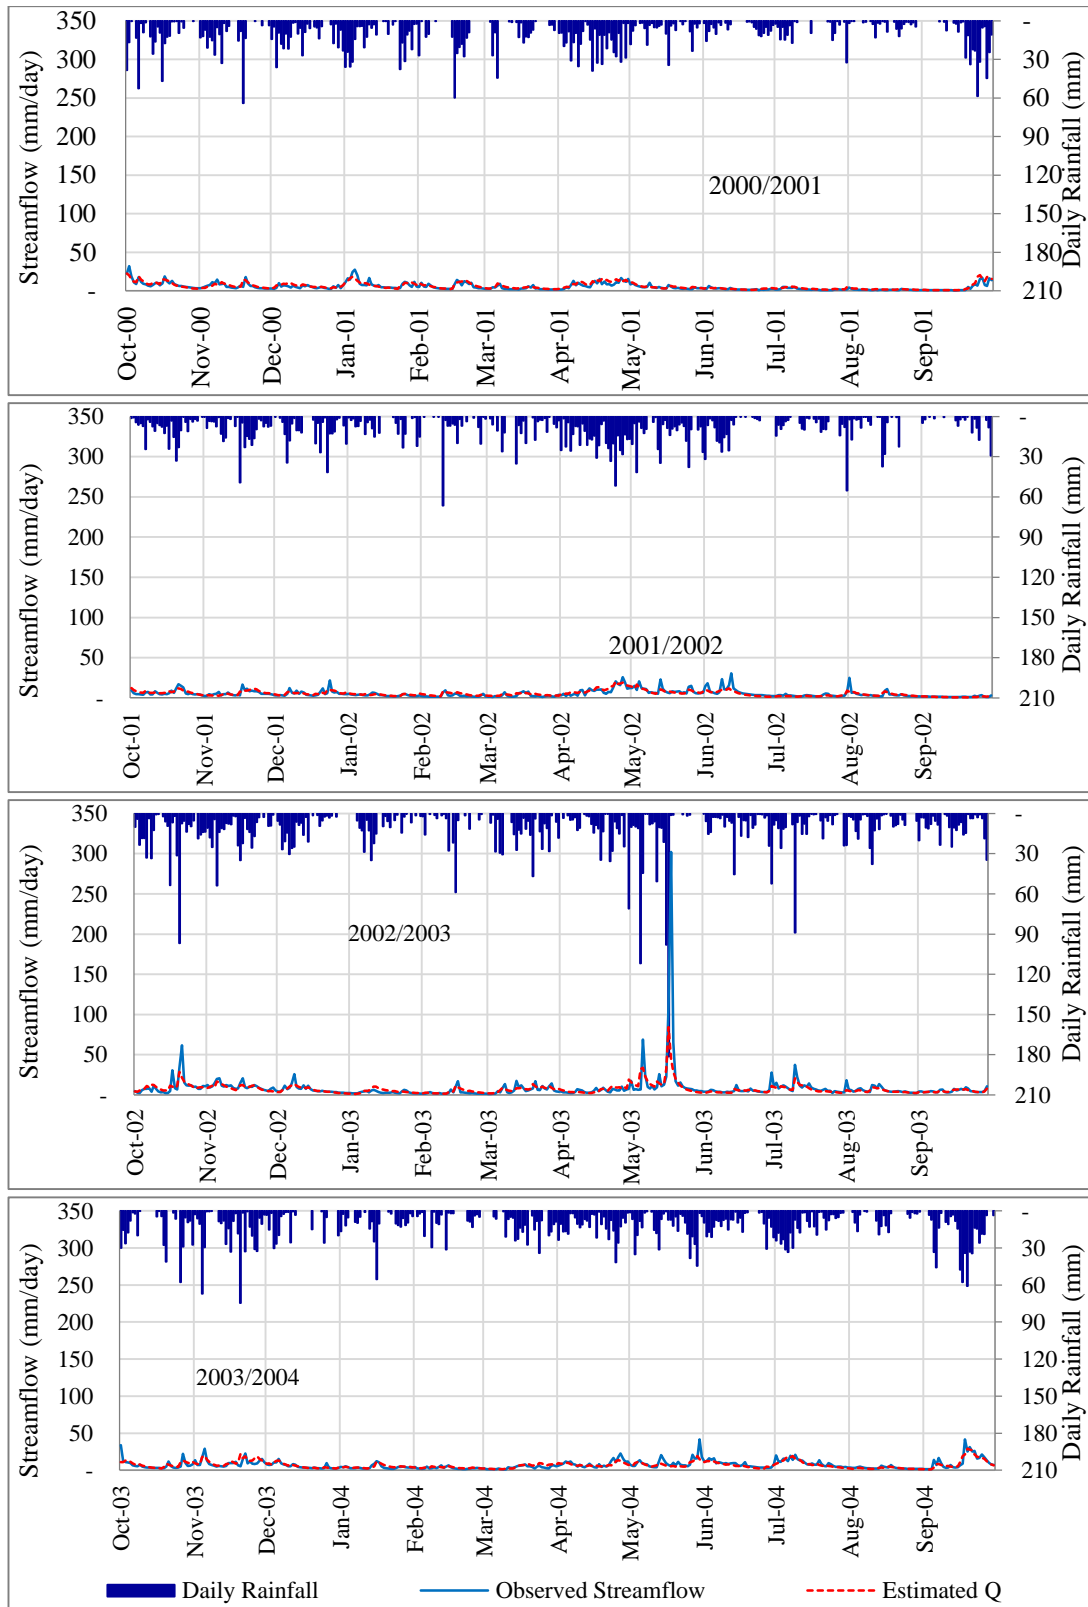 350 300 250 200 150 100 50 -
Streamflow (mm/day)
- 30 60 90 120 150 180 210
Daily Rainfall (mm)
2000/2001
Oct-00 Nov-00 Dec-00 Jan-01 Feb-01 Mar-01 Apr-01 May-01 Jun-01 Jul-01 Aug-01 Sep-01
350 300 250 200 150 100 50 -
Streamflow (mm/day)
- 30 60 90 120 150 180 210
Daily Rainfall (mm)
2001/2002
Oct-01 Nov-01 Dec-01 Jan-02 Feb-02 Mar-02 Apr-02 May-02 Jun-02 Jul-02 Aug-02 Sep-02
350 300 250 200 150 100 50 -
Streamflow (mm/day)
- 30 60 90 120 150 180 210
Daily Rainfall (mm)
2002/2003
Oct-02 Nov-02 Dec-02 Jan-03 Feb-03 Mar-03 Apr-03 May-03 Jun-03 Jul-03 Aug-03 Sep-03
350 300 250 200 150 100 50 -
Streamflow (mm/day)
- 30 60 90 120 150 180 210
Daily Rainfall (mm)
2003/2004
Oct-03 Nov-03 Dec-03 Jan-04 Feb-04 Mar-04 Apr-04 May-04 Jun-04 Jul-04 Aug-04 Sep-04
Daily Rainfall Observed Streamflow Estimated Q